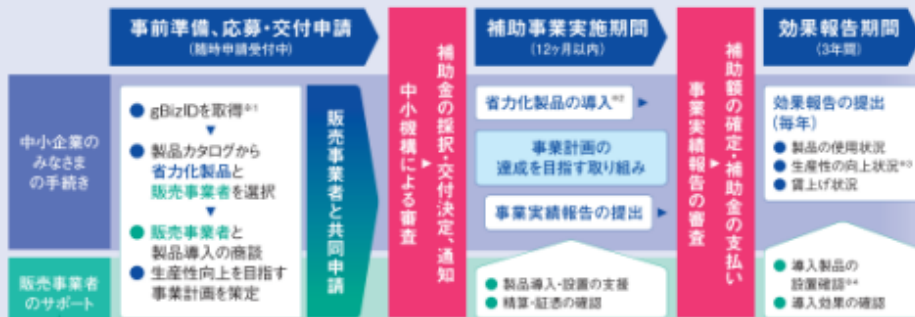 事前準備、応募・交付申請
(随時申請受付中)
中小企業の
みなさま
の手続き
● gBizIDを取得※1
▼
● 製品カタログから
省力化製品と
販売事業者を選択
▼
● 販売事業者と
製品導入の商談
● 生産性向上を目指す
事業計画を策定
販売事業者と共同申請
中小機構による審査
▶
補助金の採択・交付決定、通知
補助事業実施期間
(12ヶ月以内)
省力化製品の導入※2 ▶
事業計画の
達成を目指す取り組み
事業実績報告の提出 ▶
事業実績報告の審査
▶
補助額の確定・補助金の支払い
効果報告期間
(3年間)
効果報告の提出
(毎年)
● 製品の使用状況
● 生産性の向上状況※3
● 賃上げ状況
販売事業者
のサポート
● 製品導入・設置の支援
● 精算・証憑の確認
● 導入製品の
設置確認※4
● 導入効果の確認